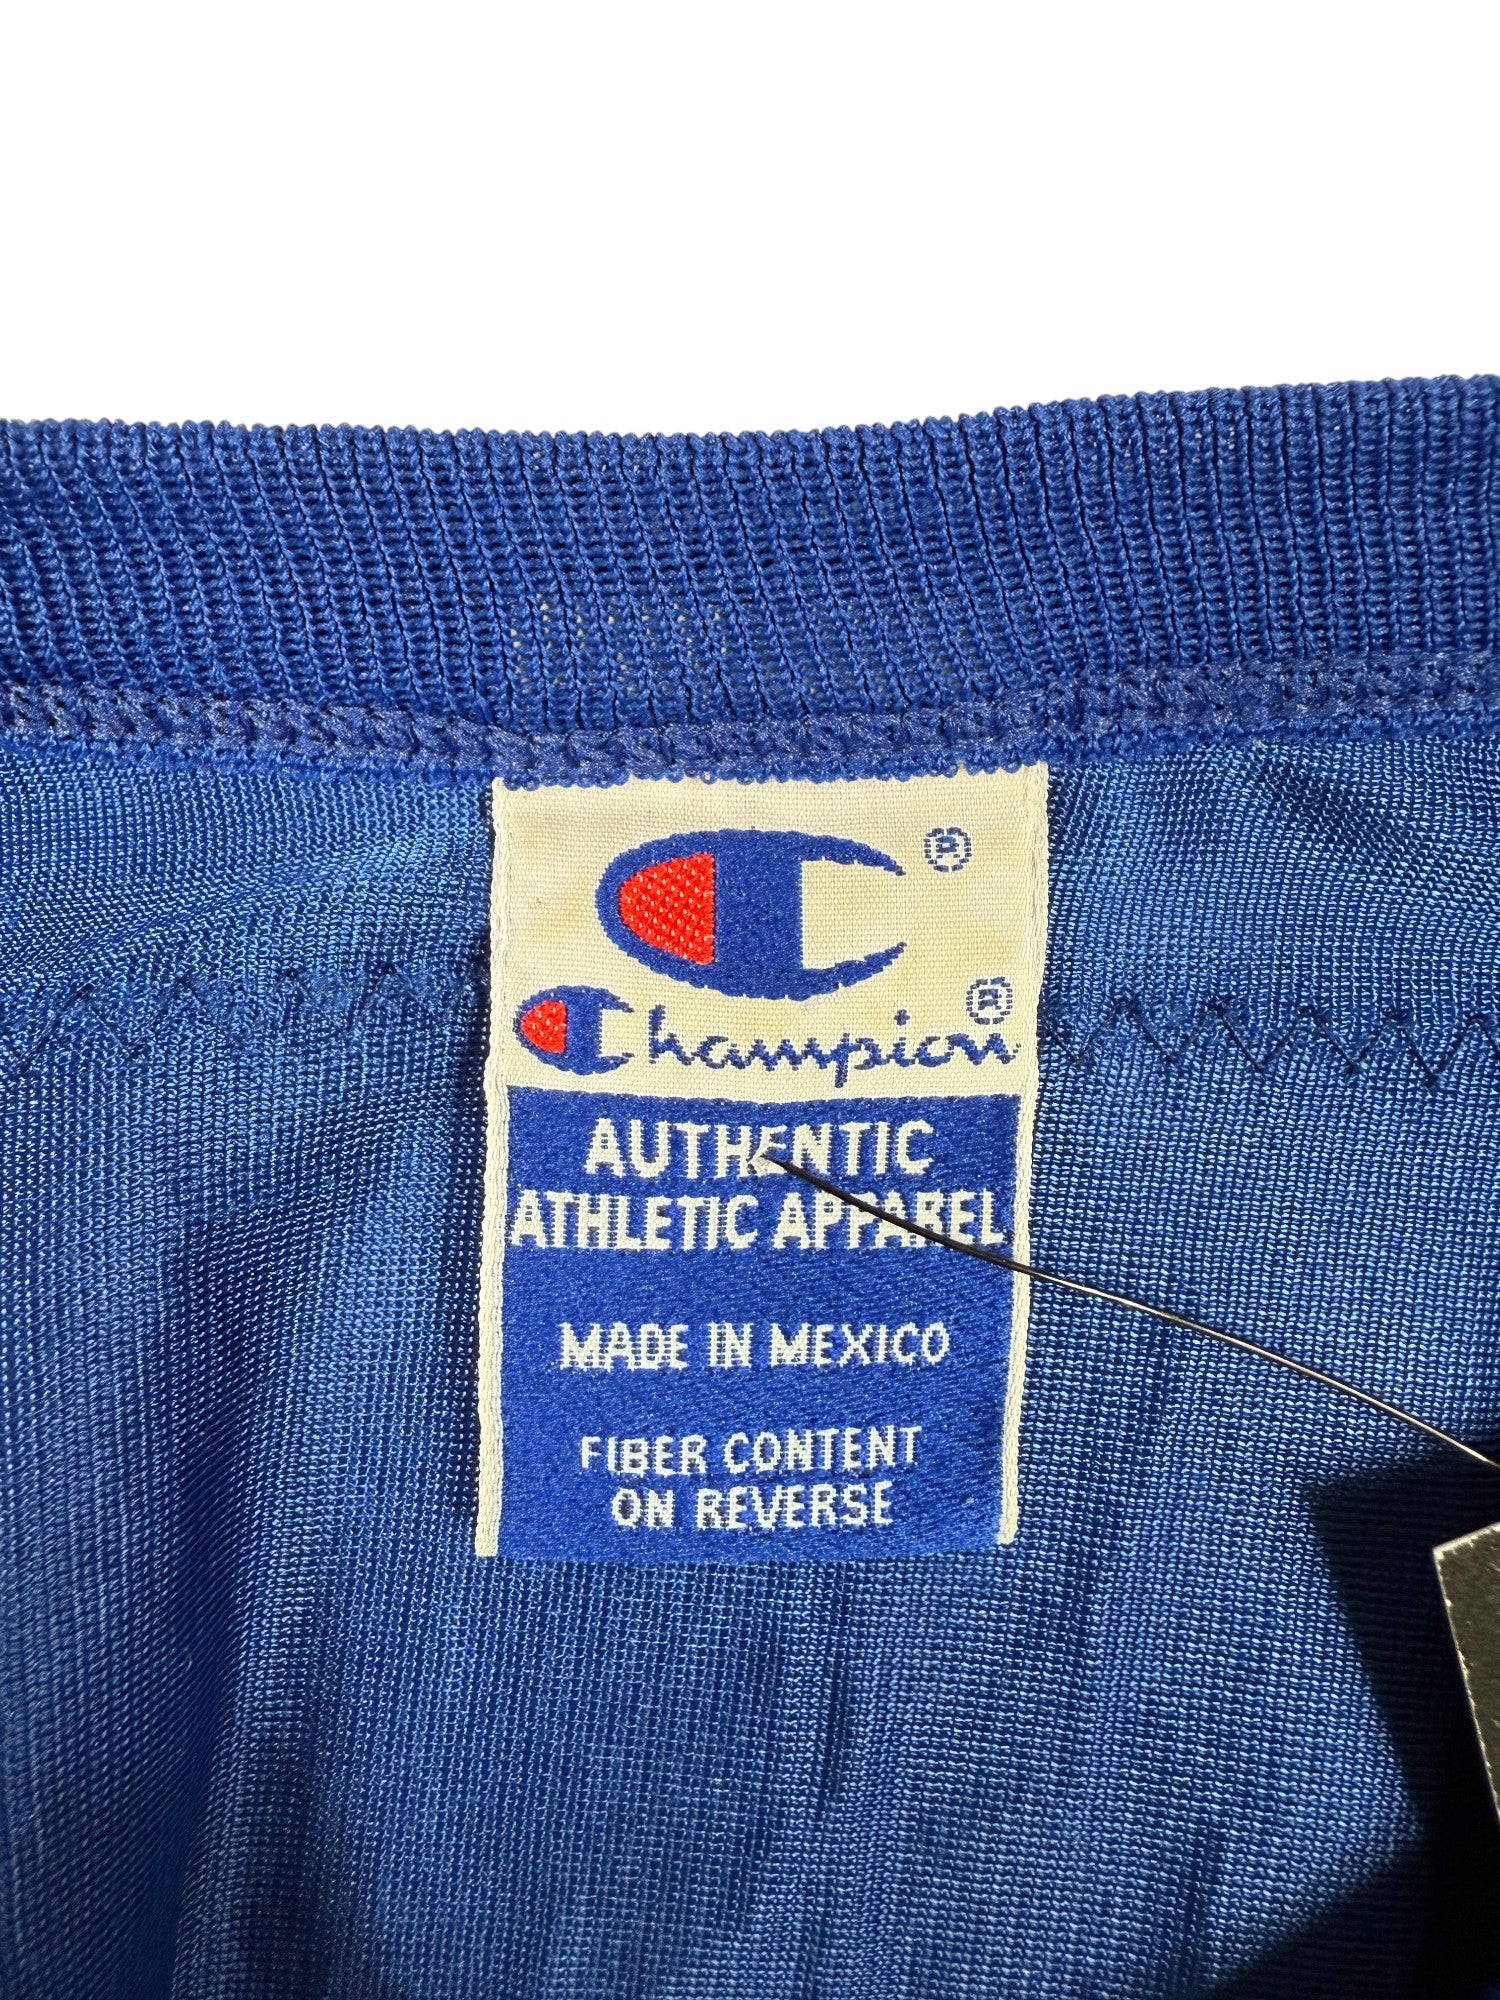 ®
Champion®
AUTHENTIC
ATHLETIC APPAREL
MADE IN MEXICO
FIBER CONTENT
ON REVERSE